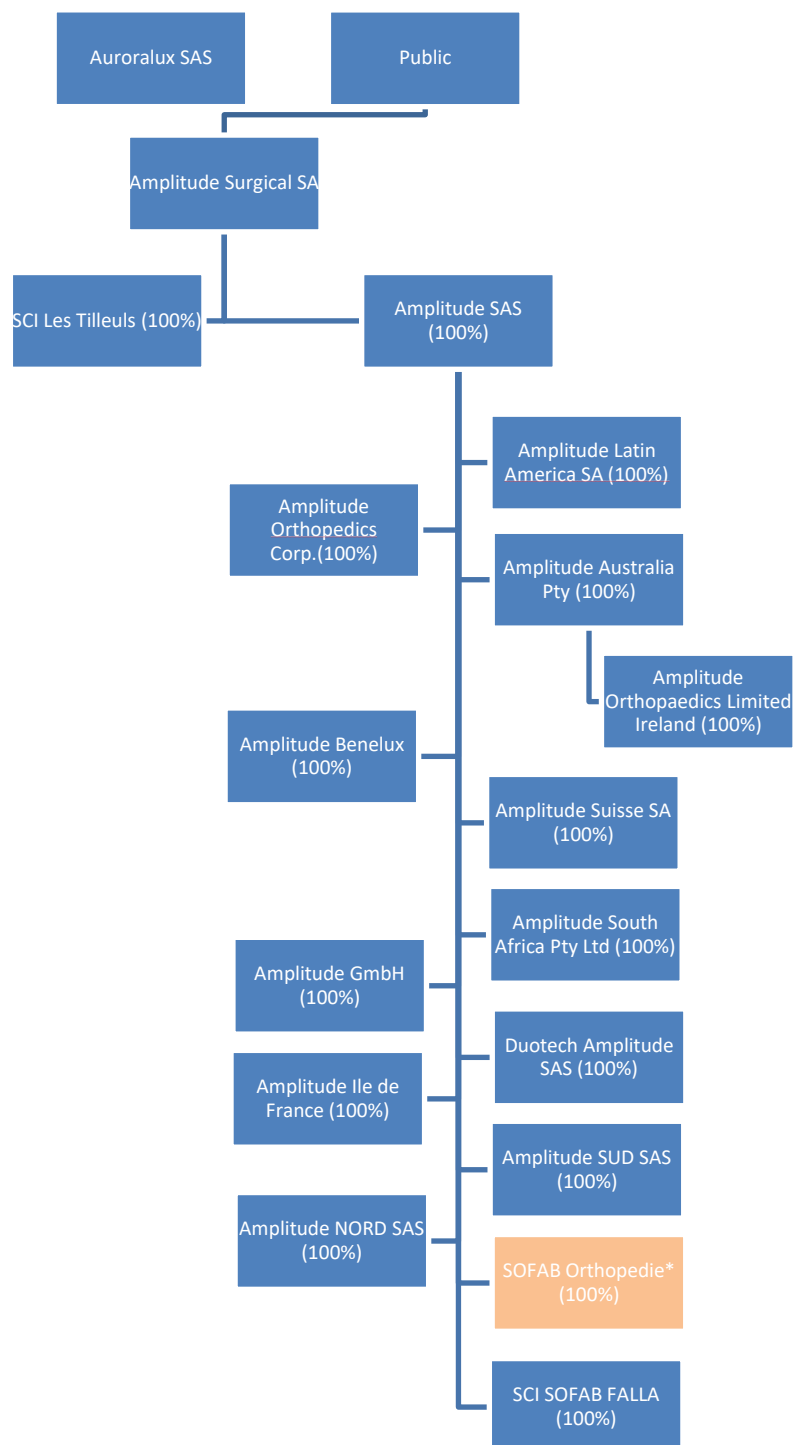 Auroralux SAS
Public
Amplitude Surgical SA
SCI Les Tilleuls (100%)
Amplitude SAS
(100%)
Amplitude Latin
America SA (100%)
Amplitude
Orthopedics
Corp.(100%)
Amplitude Australia
Pty (100%)
Amplitude
Orthopaedics Limited
Ireland (100%)
Amplitude Benelux
(100%)
Amplitude Suisse SA
(100%)
Amplitude South
Africa Pty Ltd (100%)
Amplitude GmbH
(100%)
Duotech Amplitude
SAS (100%)
Amplitude Ile de
France (100%)
Amplitude SUD SAS
(100%)
Amplitude NORD SAS
(100%)
SOFAB Orthopedie*
(100%)
SCI SOFAB FALLA
(100%)